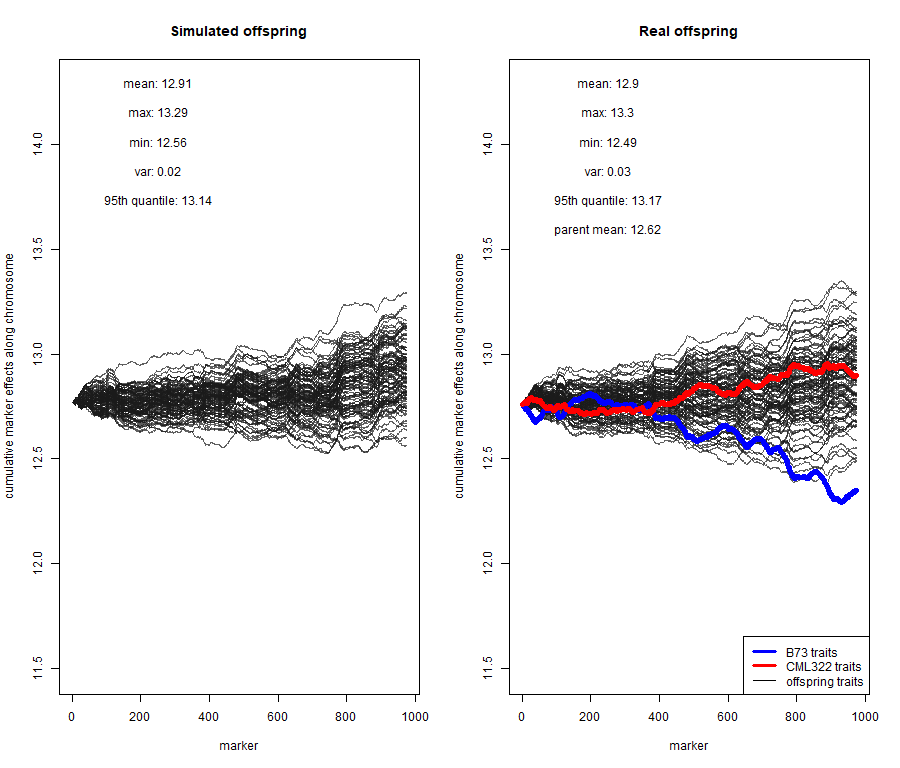 Simulated offspring
mean: 12.91
max: 13.29
min: 12.56
var: 0.02
95th quantile: 13.14
cumulative marker effects along chromosome
14.0
13.5
13.0
12.5
12.0
11.5
0 200 400 600 800 1000
marker
Real offspring
mean: 12.9
max: 13.3
min: 12.49
var: 0.03
95th quantile: 13.17
parent mean: 12.62
cumulative marker effects along chromosome
14.0
13.5
13.0
12.5
12.0
11.5
B73 traits
CML322 traits
offspring traits
0 200 400 600 800 1000
marker